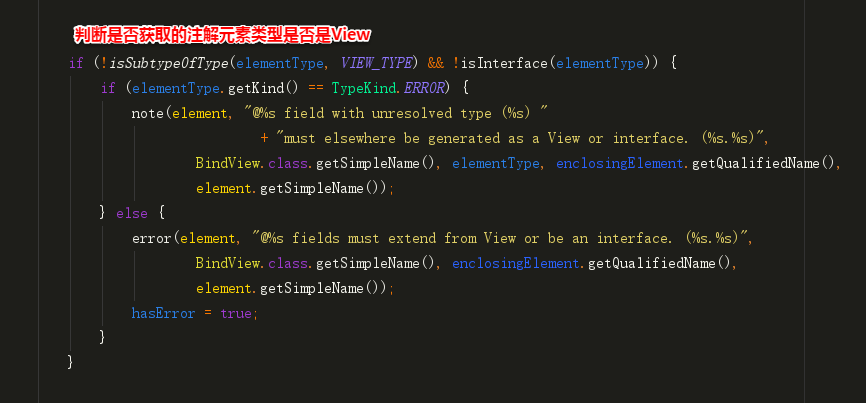 判断是否获取的注解元素类型是否是View
if (!isSubtypeOfType(elementType, VIEW_TYPE) && !isInterface(elementType)) {
if (elementType.getKind() == TypeKind.ERROR) {
note(element, "@%s field with unresolved type (%s) "
+ "must elsewhere be generated as a View or interface. (%s.%s)",
BindView.class.getSimpleName(), elementType, enclosingElement.getQualifiedName(),
element.getSimpleName());
} else {
error(element, "@%s fields must extend from View or be an interface. (%s.%s)",
BindView.class.getSimpleName(), enclosingElement.getQualifiedName(),
element.getSimpleName());
hasError = true;
}
}